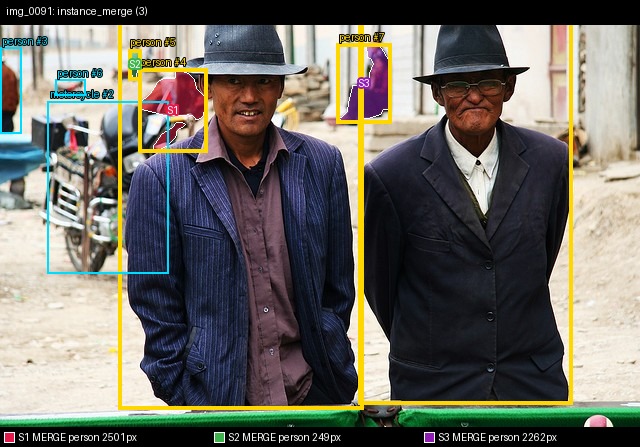 img_0091: instance_merge (3)
person #3
person #5
person #7
person #4
person #6
motorcycle #2
S2
S1
S3
S1 MERGE person 2501px
S2 MERGE person 249px
S3 MERGE person 2262px